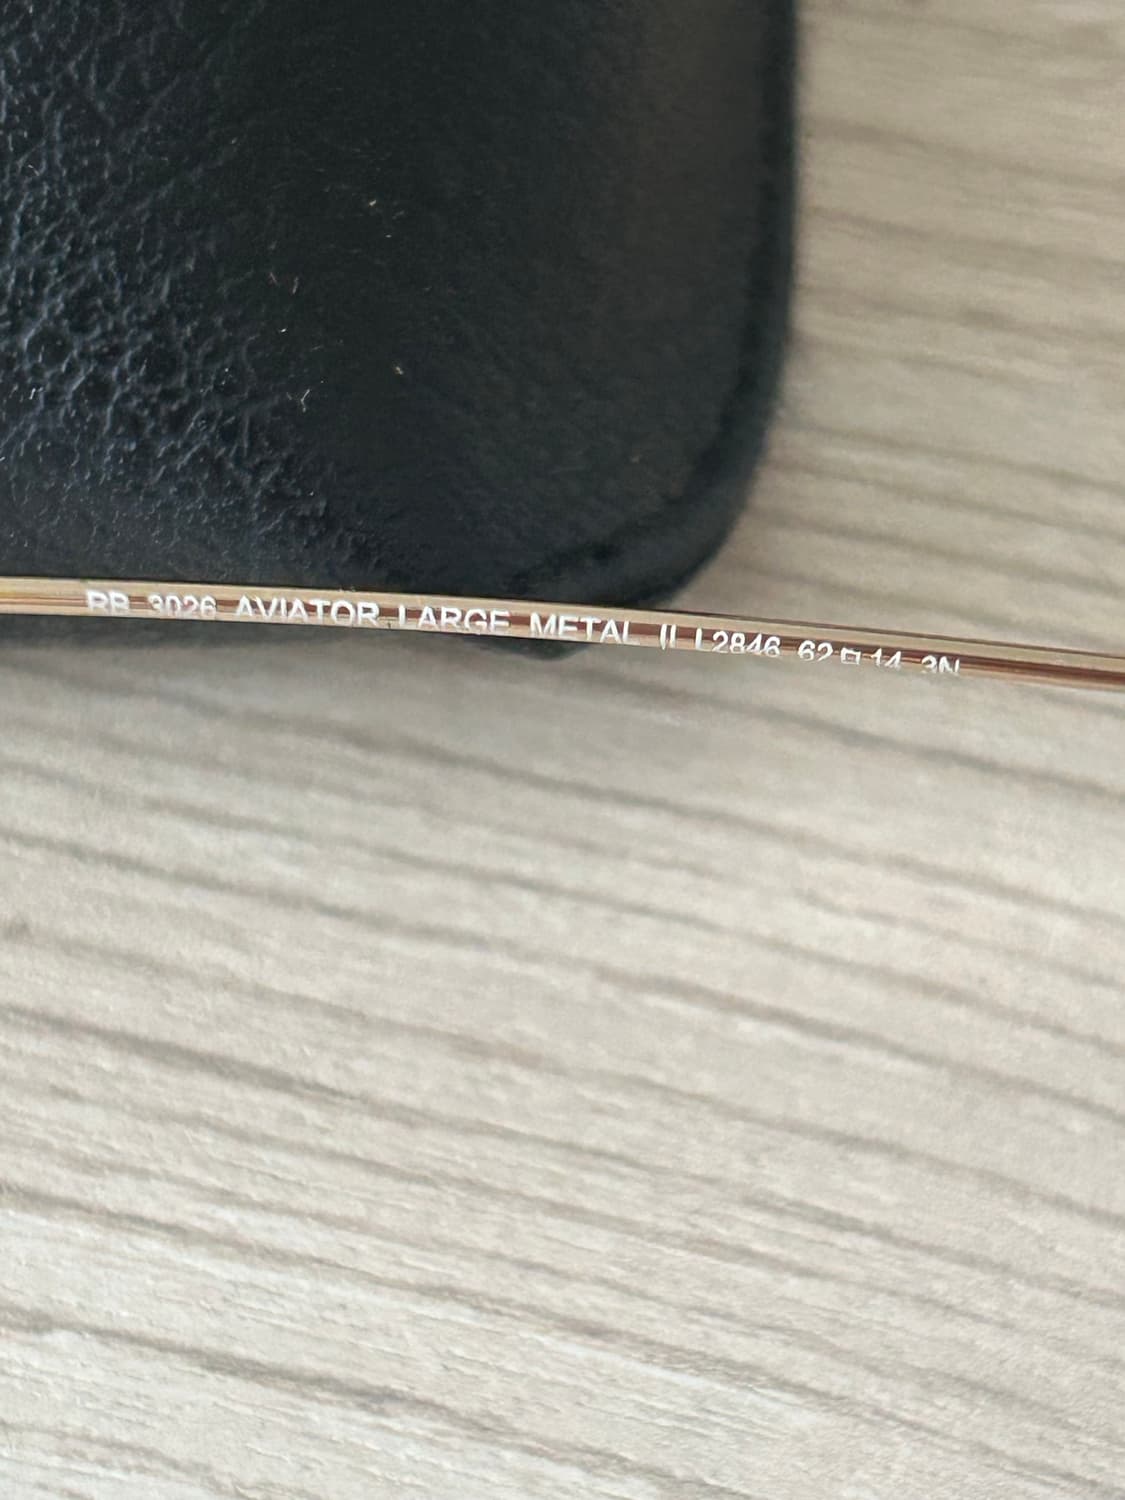 RB 3026 AVIATOR LARGE METAL II L2846 62□14 3N